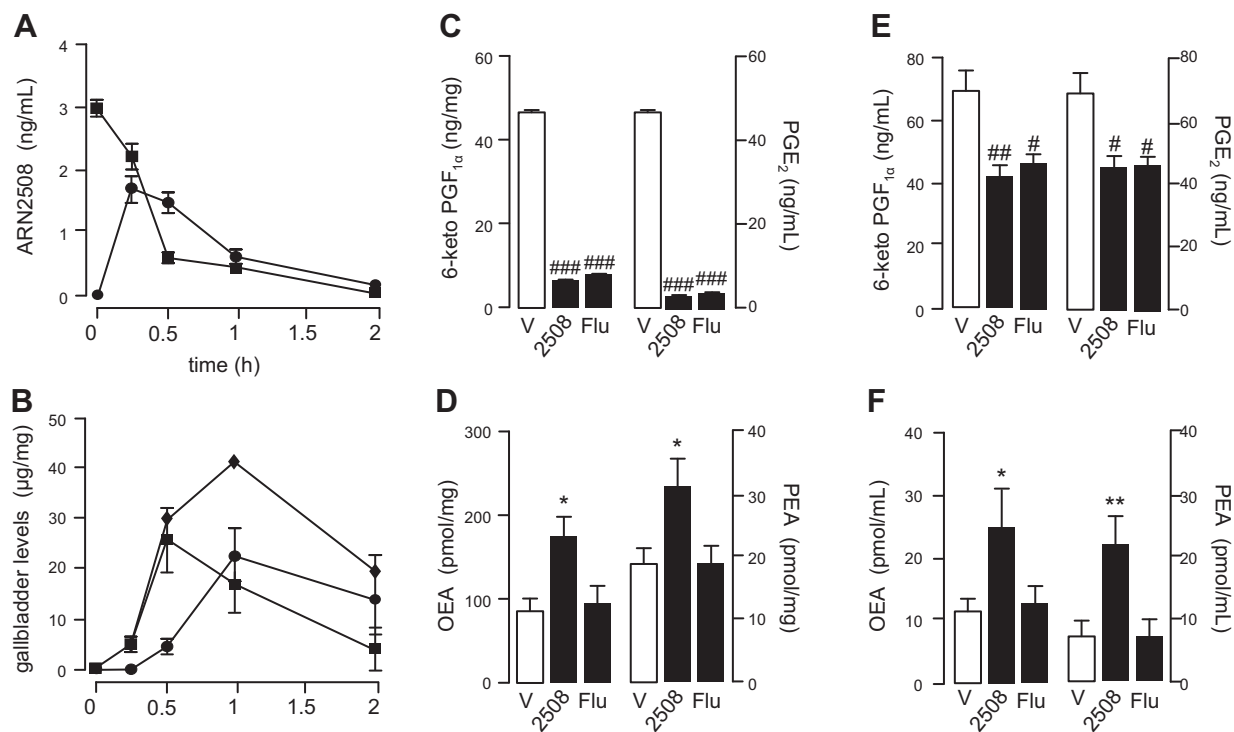 A
ARN2508 (ng/mL)
4
3
2
1
0
0 0.5 1 1.5 2
time (h)
B
gallbladder levels (µg/mg)
50
40
30
20
10
0
0 0.5 1 1.5 2
C
6-keto PGF1α (ng/mg)
60
40
20
0
### ###
### ###
V 2508 Flu V 2508 Flu
60
40
20
0
PGE2 (ng/mL)
D
OEA (pmol/mg)
300
200
100
0
*
*
V 2508 Flu V 2508 Flu
40
30
20
10
0
PEA (pmol/mg)
E
6-keto PGF1α (ng/mL)
80
60
40
20
0
## #
# #
V 2508 Flu V 2508 Flu
80
60
40
20
0
PGE2 (ng/mL)
F
OEA (pmol/mL)
40
30
20
10
0
*
**
V 2508 Flu V 2508 Flu
40
30
20
10
0
PEA (pmol/mL)